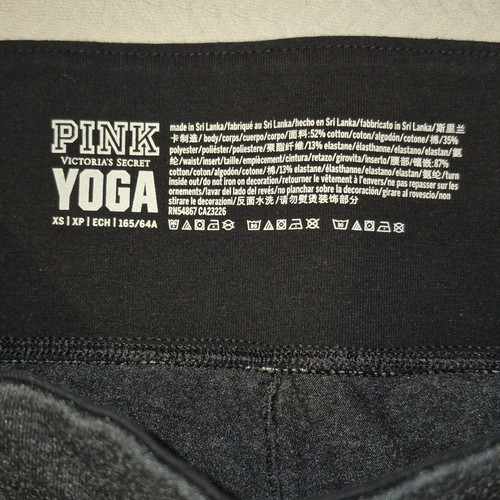 PINK
VICTORIA'S SECRET
YOGA
XS | XP | ECH | 165/64A
made in Sri Lanka/fabriqué au Sri Lanka/hecho en Sri Lanka/fabbricato in Sri Lanka/斯里兰
卡制造/ body/corps/cuerpo/corpo/面料:52% cotton/coton/algodón/cotone/棉/35%
polyester/poliéster/poliestere/聚脂纤维/13% elastane/élasthanne/elastano/elastan/氨
纶/waist/insert/taille/empiècement/cintura/retazo/girovita/inserto/腰部/镶嵌:87%
cotton/coton/algodón/cotone/棉/13% elastane/élasthanne/elastano/elastan/氨纶/turn
inside out/do not iron on decoration/retourner le vêtement à l'envers/ne pas repasser sur les
ornements/lavar del lado del revés/no planchar sobre la decoración/girare al rovescio/non
stirare le decorazioni/反面水洗/请勿熨烫装饰部分
RN54867 CA23226